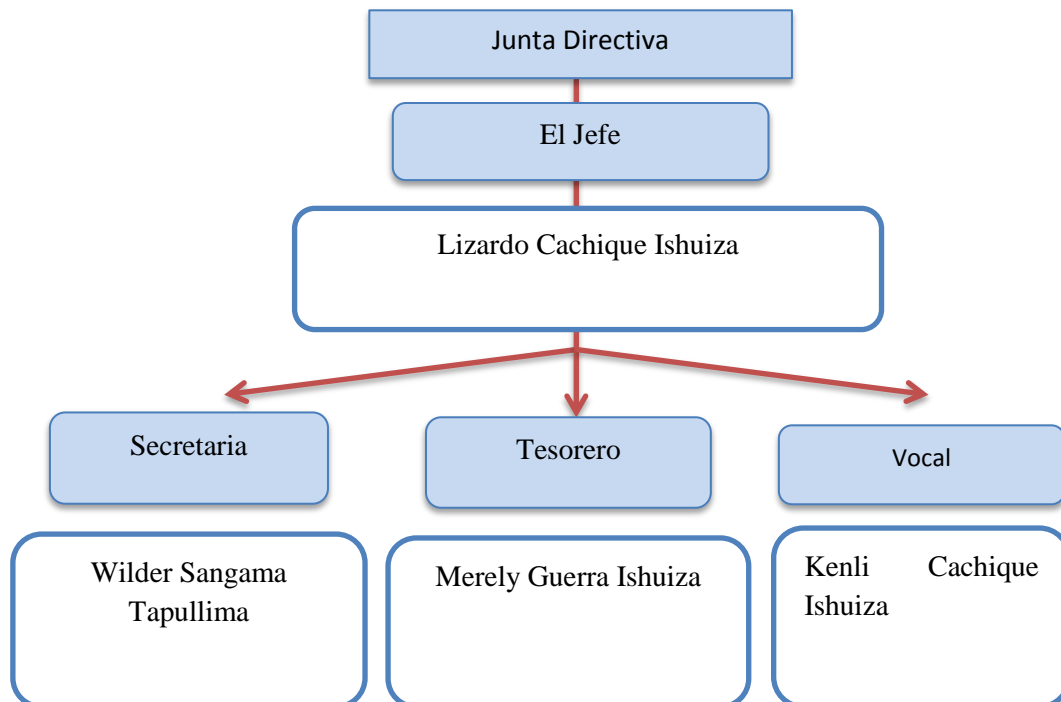 Junta Directiva
El Jefe
Lizardo Cachique Ishuiza
Secretaria
Tesorero
Vocal
Wilder Sangama
Tapullima
Merely Guerra Ishuiza
Kenli Cachique
Ishuiza